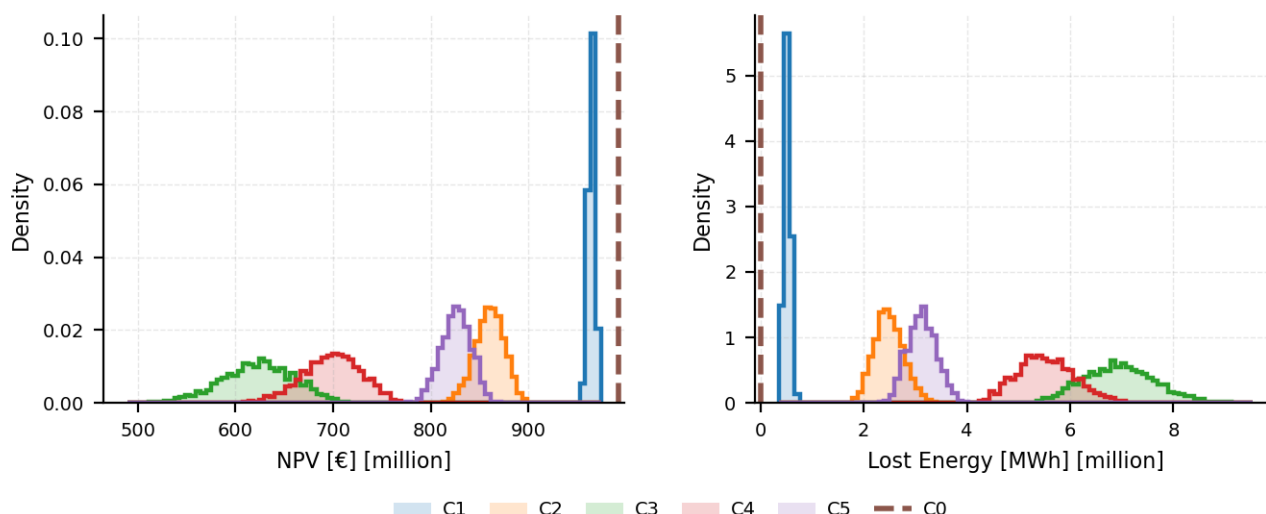 0.10
0.08
0.06
0.04
0.02
0.00
Density
500 600 700 800 900
NPV [€] [million]
5
4
3
2
1
0
Density
0 2 4 6 8
Lost Energy [MWh] [million]
C1 C2 C3 C4 C5 C0